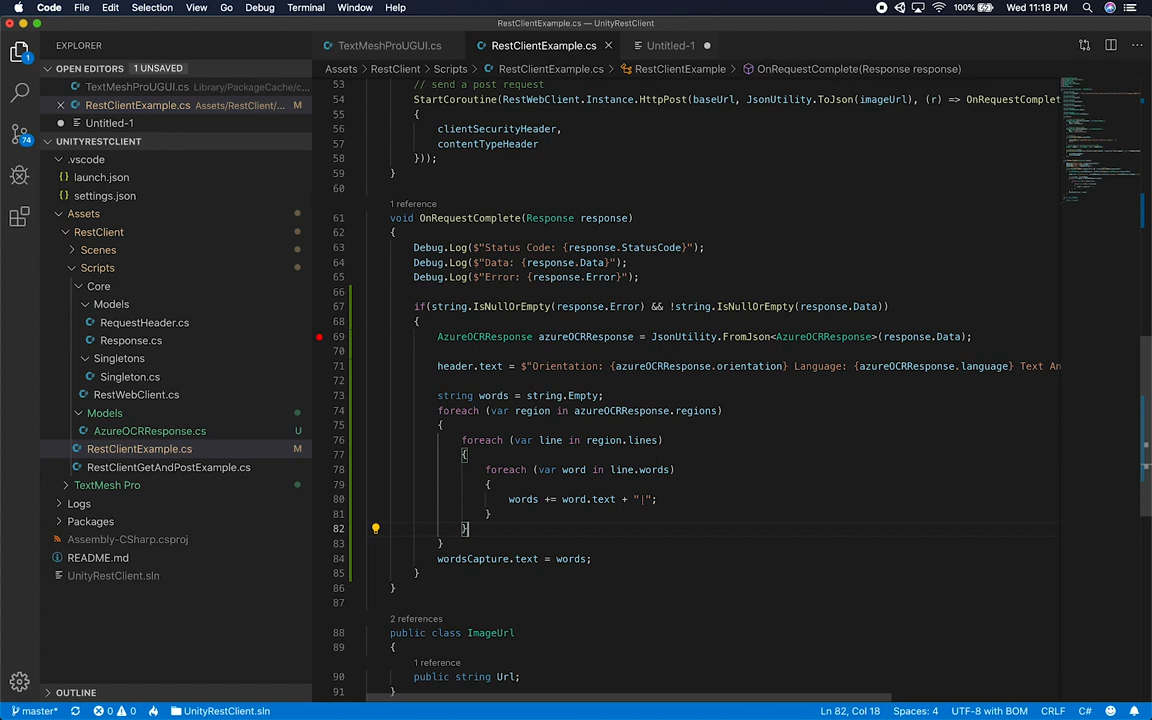 Code File Edit Selection View Go Debug Terminal Window Help 100% Wed 11:18 PM
RestClientExample.cs — UnityRestClient
EXPLORER
OPEN EDITORS 1 UNSAVED
TextMeshProUGUI.cs Library/PackageCache/c...
RestClientExample.cs Assets/RestClient/... M
Untitled-1
UNITYRESTCLIENT
.vscode
launch.json
settings.json
Assets
RestClient
Scenes
Scripts
Core
Models
RequestHeader.cs
Response.cs
Singletons
Singleton.cs
RestWebClient.cs
Models
AzureOCRResponse.cs U
RestClientExample.cs M
RestClientGetAndPostExample.cs
TextMesh Pro
Logs
Packages
Assembly-CSharp.csproj
README.md
UnityRestClient.sln
OUTLINE
1
74
TextMeshProUGUI.cs RestClientExample.cs Untitled-1
Assets > RestClient > Scripts > RestClientExample.cs > RestClientExample > OnRequestComplete(Response response)
53 // send a post request
54 StartCoroutine(RestWebClient.Instance.HttpPost(baseUrl, JsonUtility.ToJson(imageUrl), (r) => OnRequestComplet
55 {
56 clientSecurityHeader,
57 contentTypeHeader
58 }));
59 }
60
1 reference
61 void OnRequestComplete(Response response)
62 {
63 Debug.Log($"Status Code: {response.StatusCode}");
64 Debug.Log($"Data: {response.Data}");
65 Debug.Log($"Error: {response.Error}");
66
67 if(string.IsNullOrEmpty(response.Error) && !string.IsNullOrEmpty(response.Data))
68 {
69 AzureOCRResponse azureOCRResponse = JsonUtility.FromJson<AzureOCRResponse>(response.Data);
70
71 header.text = $"Orientation: {azureOCRResponse.orientation} Language: {azureOCRResponse.language} Text An
72
73 string words = string.Empty;
74 foreach (var region in azureOCRResponse.regions)
75 {
76 foreach (var line in region.lines)
77 {
78 foreach (var word in line.words)
79 {
80 words += word.text + "|";
81 }
82 }
83 }
84 wordsCapture.text = words;
85 }
86 }
87
2 references
88 public class ImageUrl
89 {
1 reference
90 public string Url;
91 }
master* 0 0 UnityRestClient.sln Ln 82, Col 18 Spaces: 4 UTF-8 with BOM CRLF C#